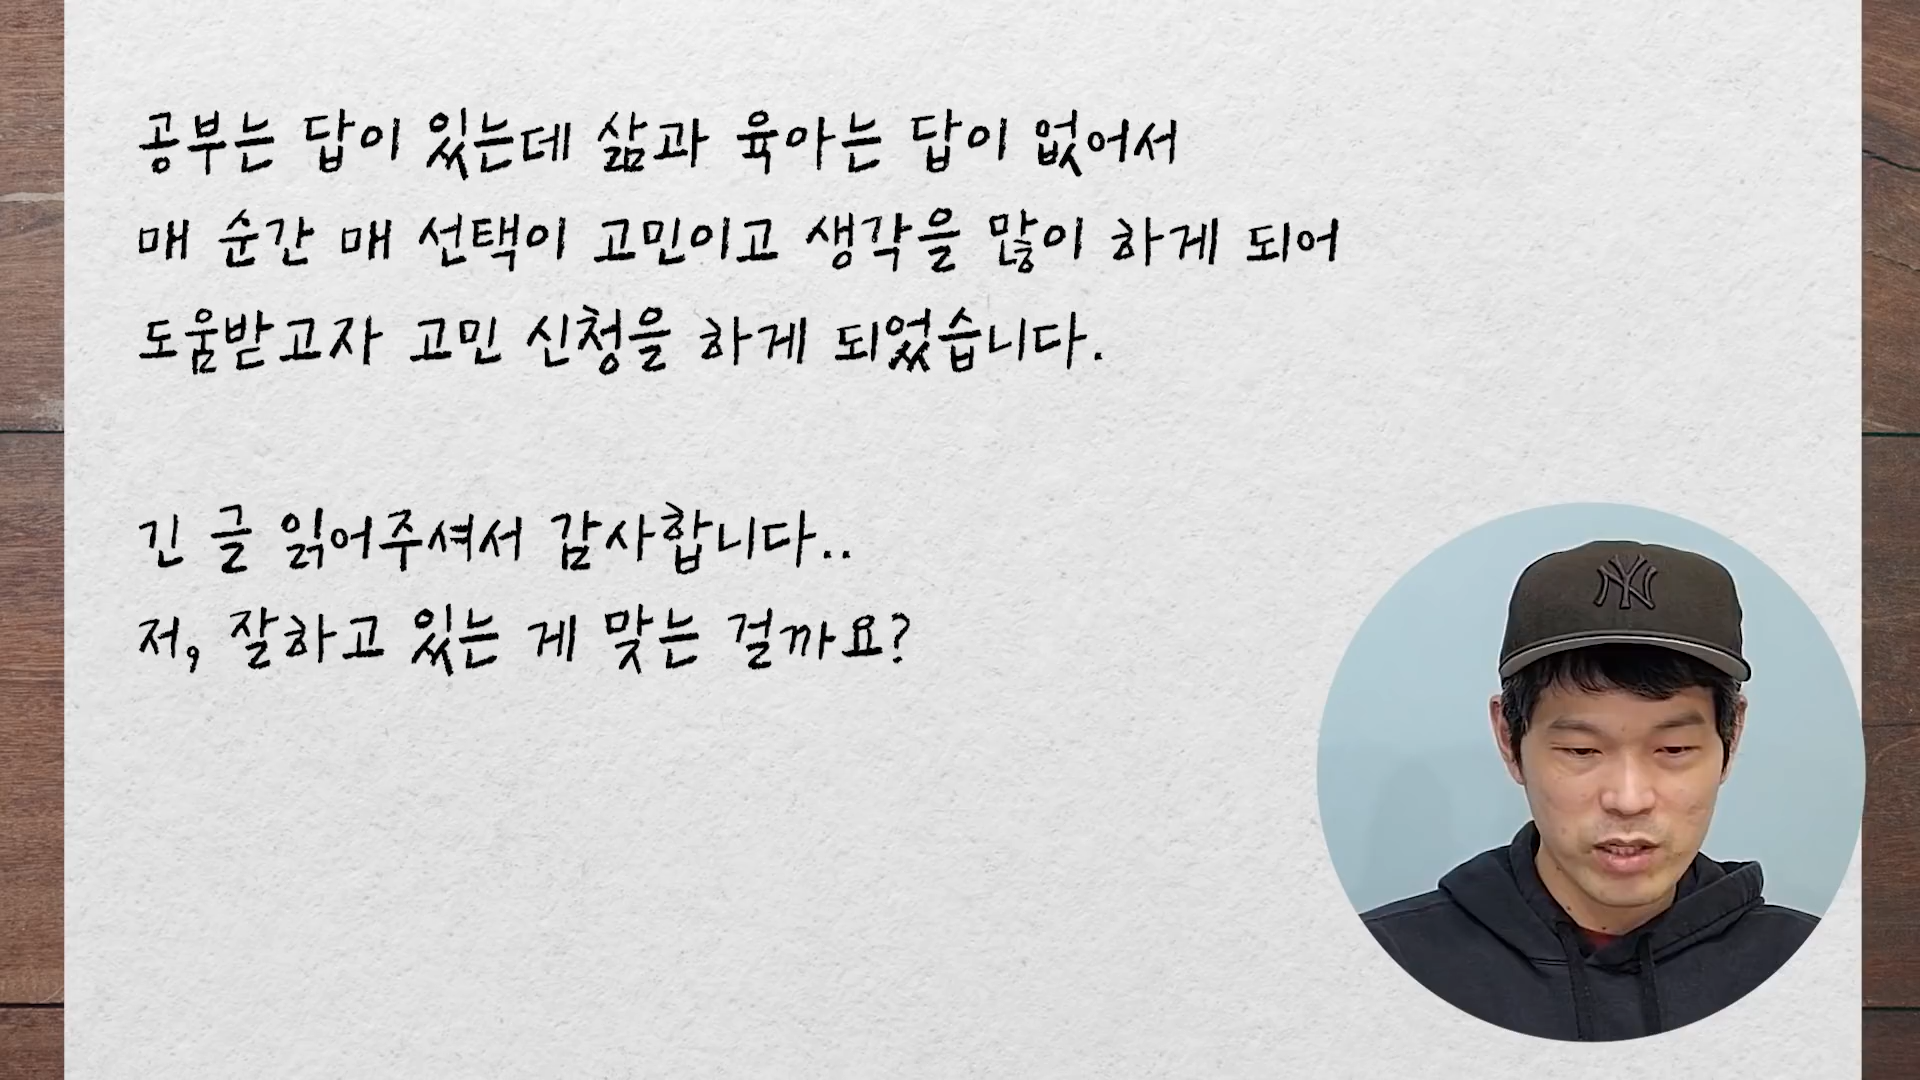 공부는 답이 있는데 삶과 육아는 답이 없어서
매 순간 매 선택이 고민이고 생각을 많이 하게 되어
도움받고자 고민 신청을 하게 되었습니다.
긴 글 읽어주셔서 감사합니다..
저, 잘하고 있는 게 맞는 걸까요?
NY